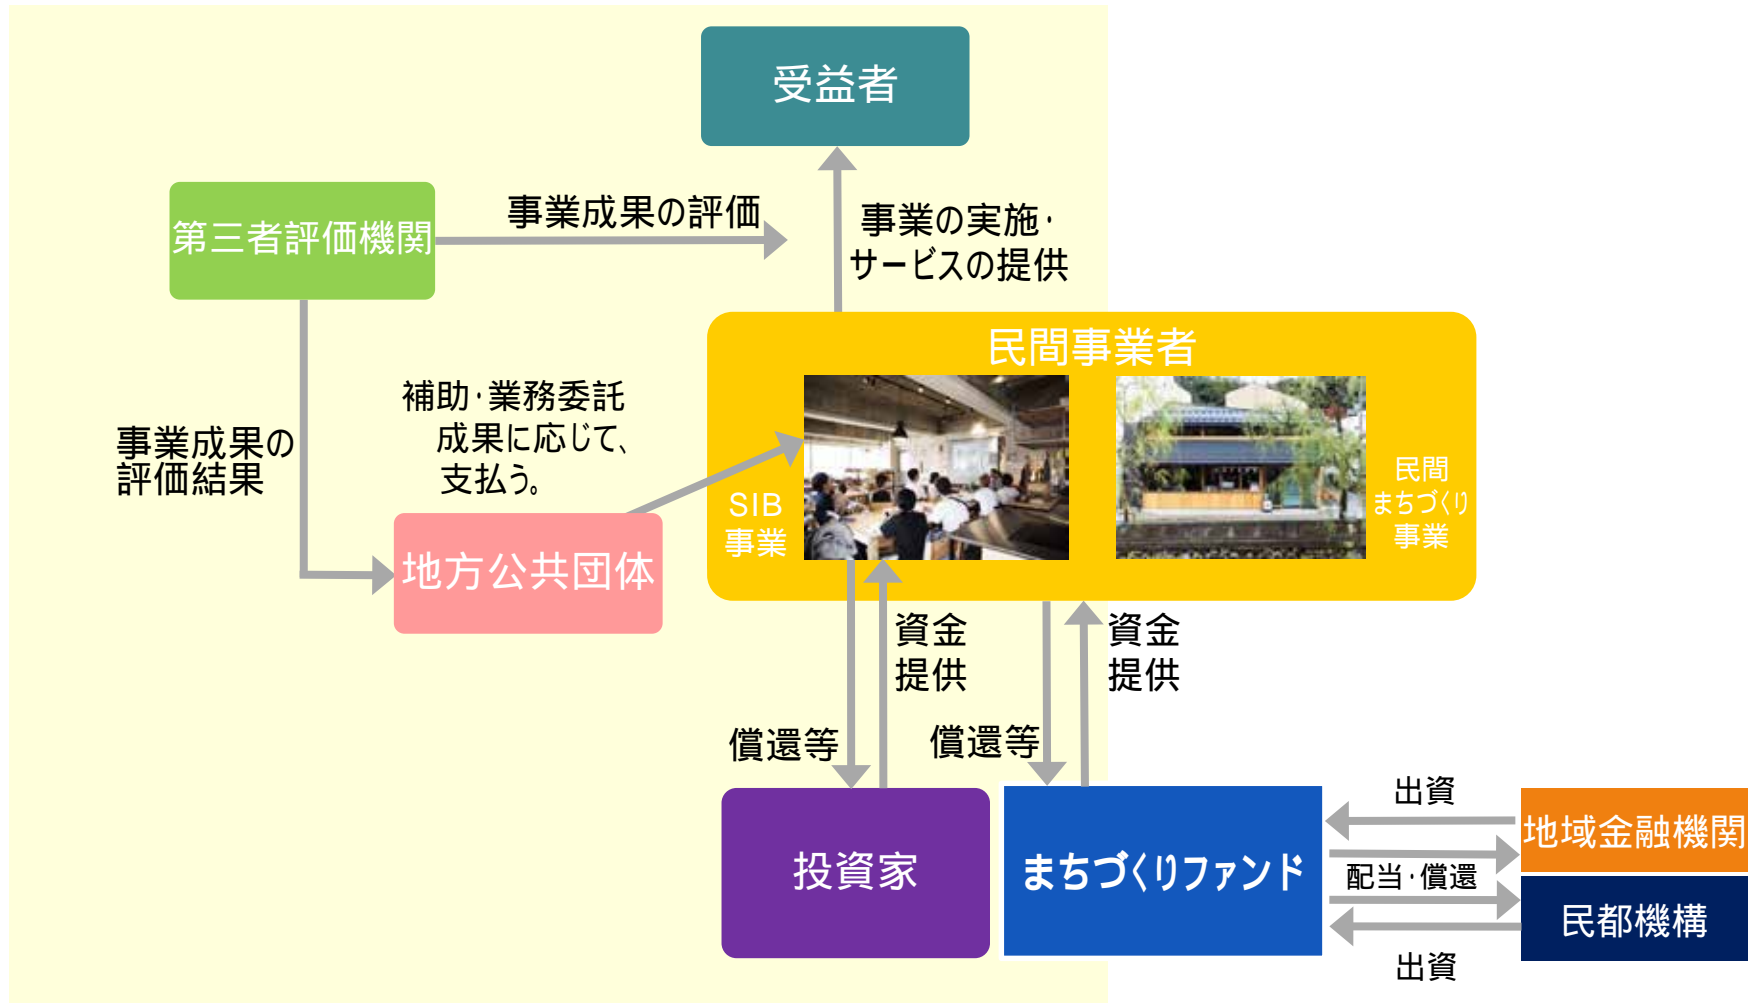 受益者
第三者評価機関
事業成果の評価
事業の実施・
サービスの提供
民間事業者
補助・業務委託
成果に応じて、
支払う。
事業成果の
評価結果
SIB
事業
民間
まちづくり
事業
地方公共団体
資金
提供
資金
提供
償還等
償還等
投資家
まちづくりファンド
出資
地域金融機関
配当・償還
民都機構
出資